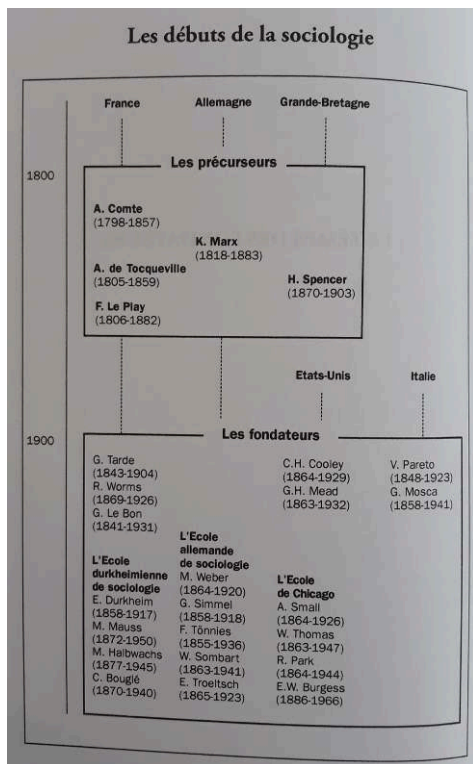 Les débuts de la sociologie
France
Allemagne
Grande-Bretagne
Les précurseurs
1800
A. Comte
(1798-1857)
K. Marx
(1818-1883)
A. de Tocqueville
(1805-1859)
H. Spencer
(1870-1903)
F. Le Play
(1806-1882)
Etats-Unis
Italie
1900
Les fondateurs
G. Tarde
(1843-1904)
R. Worms
(1869-1926)
G. Le Bon
(1841-1931)
L'Ecole
durkheimienne
de sociologie
E. Durkheim
(1858-1917)
M. Mauss
(1872-1950)
M. Halbwachs
(1877-1945)
C. Bouglé
(1870-1940)
L'Ecole
allemande
de sociologie
M. Weber
(1864-1920)
G. Simmel
(1858-1918)
F. Tönnies
(1855-1936)
W. Sombart
(1863-1941)
E. Troeltsch
(1865-1923)
C.H. Cooley
(1864-1929)
G.H. Mead
(1863-1932)
L'Ecole
de Chicago
A. Small
(1864-1926)
W. Thomas
(1863-1947)
R. Park
(1864-1944)
E.W. Burgess
(1886-1966)
V. Pareto
(1848-1923)
G. Mosca
(1858-1941)